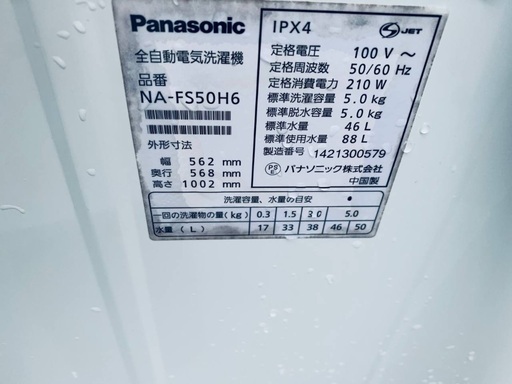 Panasonic
全自動電気洗濯機
品番
NA-FS50H6
外形寸法
幅 562 mm
奥行 568 mm
高さ 1002 mm
IPX4
S JET
定格電圧 100 V ~
定格周波数 50/60 Hz
定格消費電力 210 W
標準洗濯容量 5.0 kg
標準脱水容量 5.0 kg
標準水量 46 L
標準使用水量 88 L
製造番号 1421300579
PS E パナソニック株式会社
中国製
洗濯容量、水量の目安
一回の洗濯物の量(kg) 0.3 1.5 3.0 5.0
水量 (L) 17 33 38 46 50